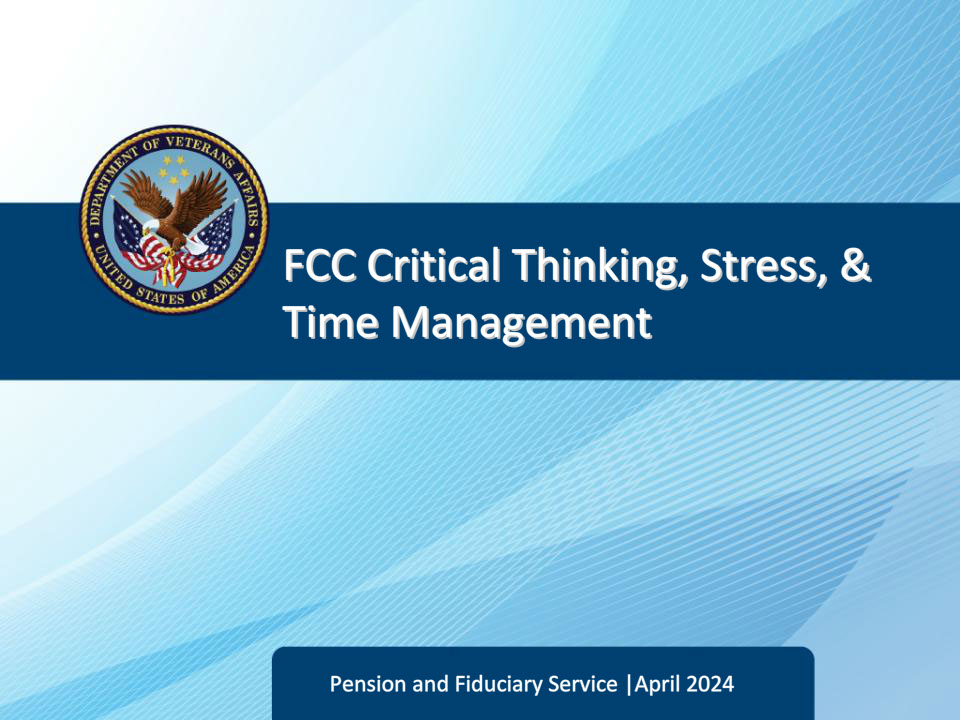 DEPARTMENT OF VETERANS AFFAIRS
UNITED STATES OF AMERICA
FCC Critical Thinking, Stress, &
Time Management
Pension and Fiduciary Service |April 2024